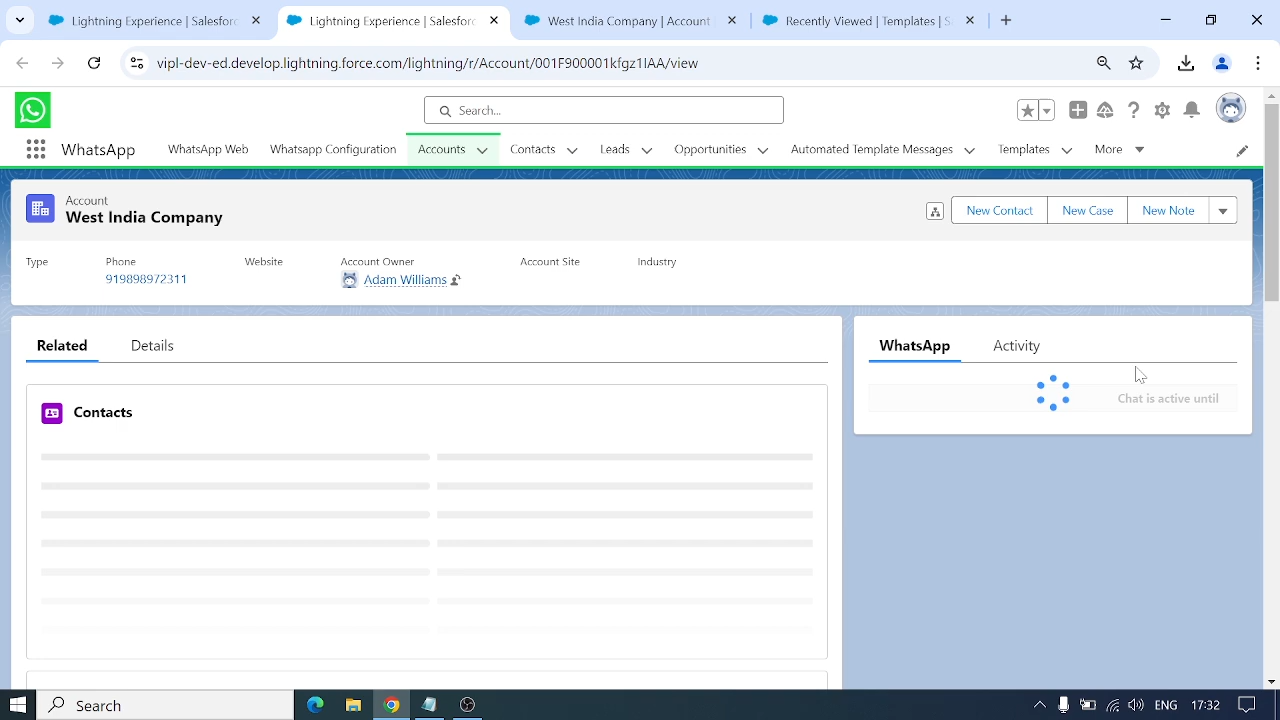 Lightning Experience | Salesforc
Lightning Experience | Salesforc
West India Company | Account
Recently Viewed | Templates | S
vipl-dev-ed.develop.lightning.force.com/lightning/r/Account/001F900001kfgz1IAA/view
Search...
WhatsApp
WhatsApp Web
Whatsapp Configuration
Accounts
Contacts
Leads
Opportunities
Automated Template Messages
Templates
More
Account
West India Company
New Contact
New Case
New Note
Type
Phone
Website
Account Owner
Account Site
Industry
919898972311
Adam Williams
Related
Details
WhatsApp
Activity
Chat is active until
Contacts
Search
ENG
17:32